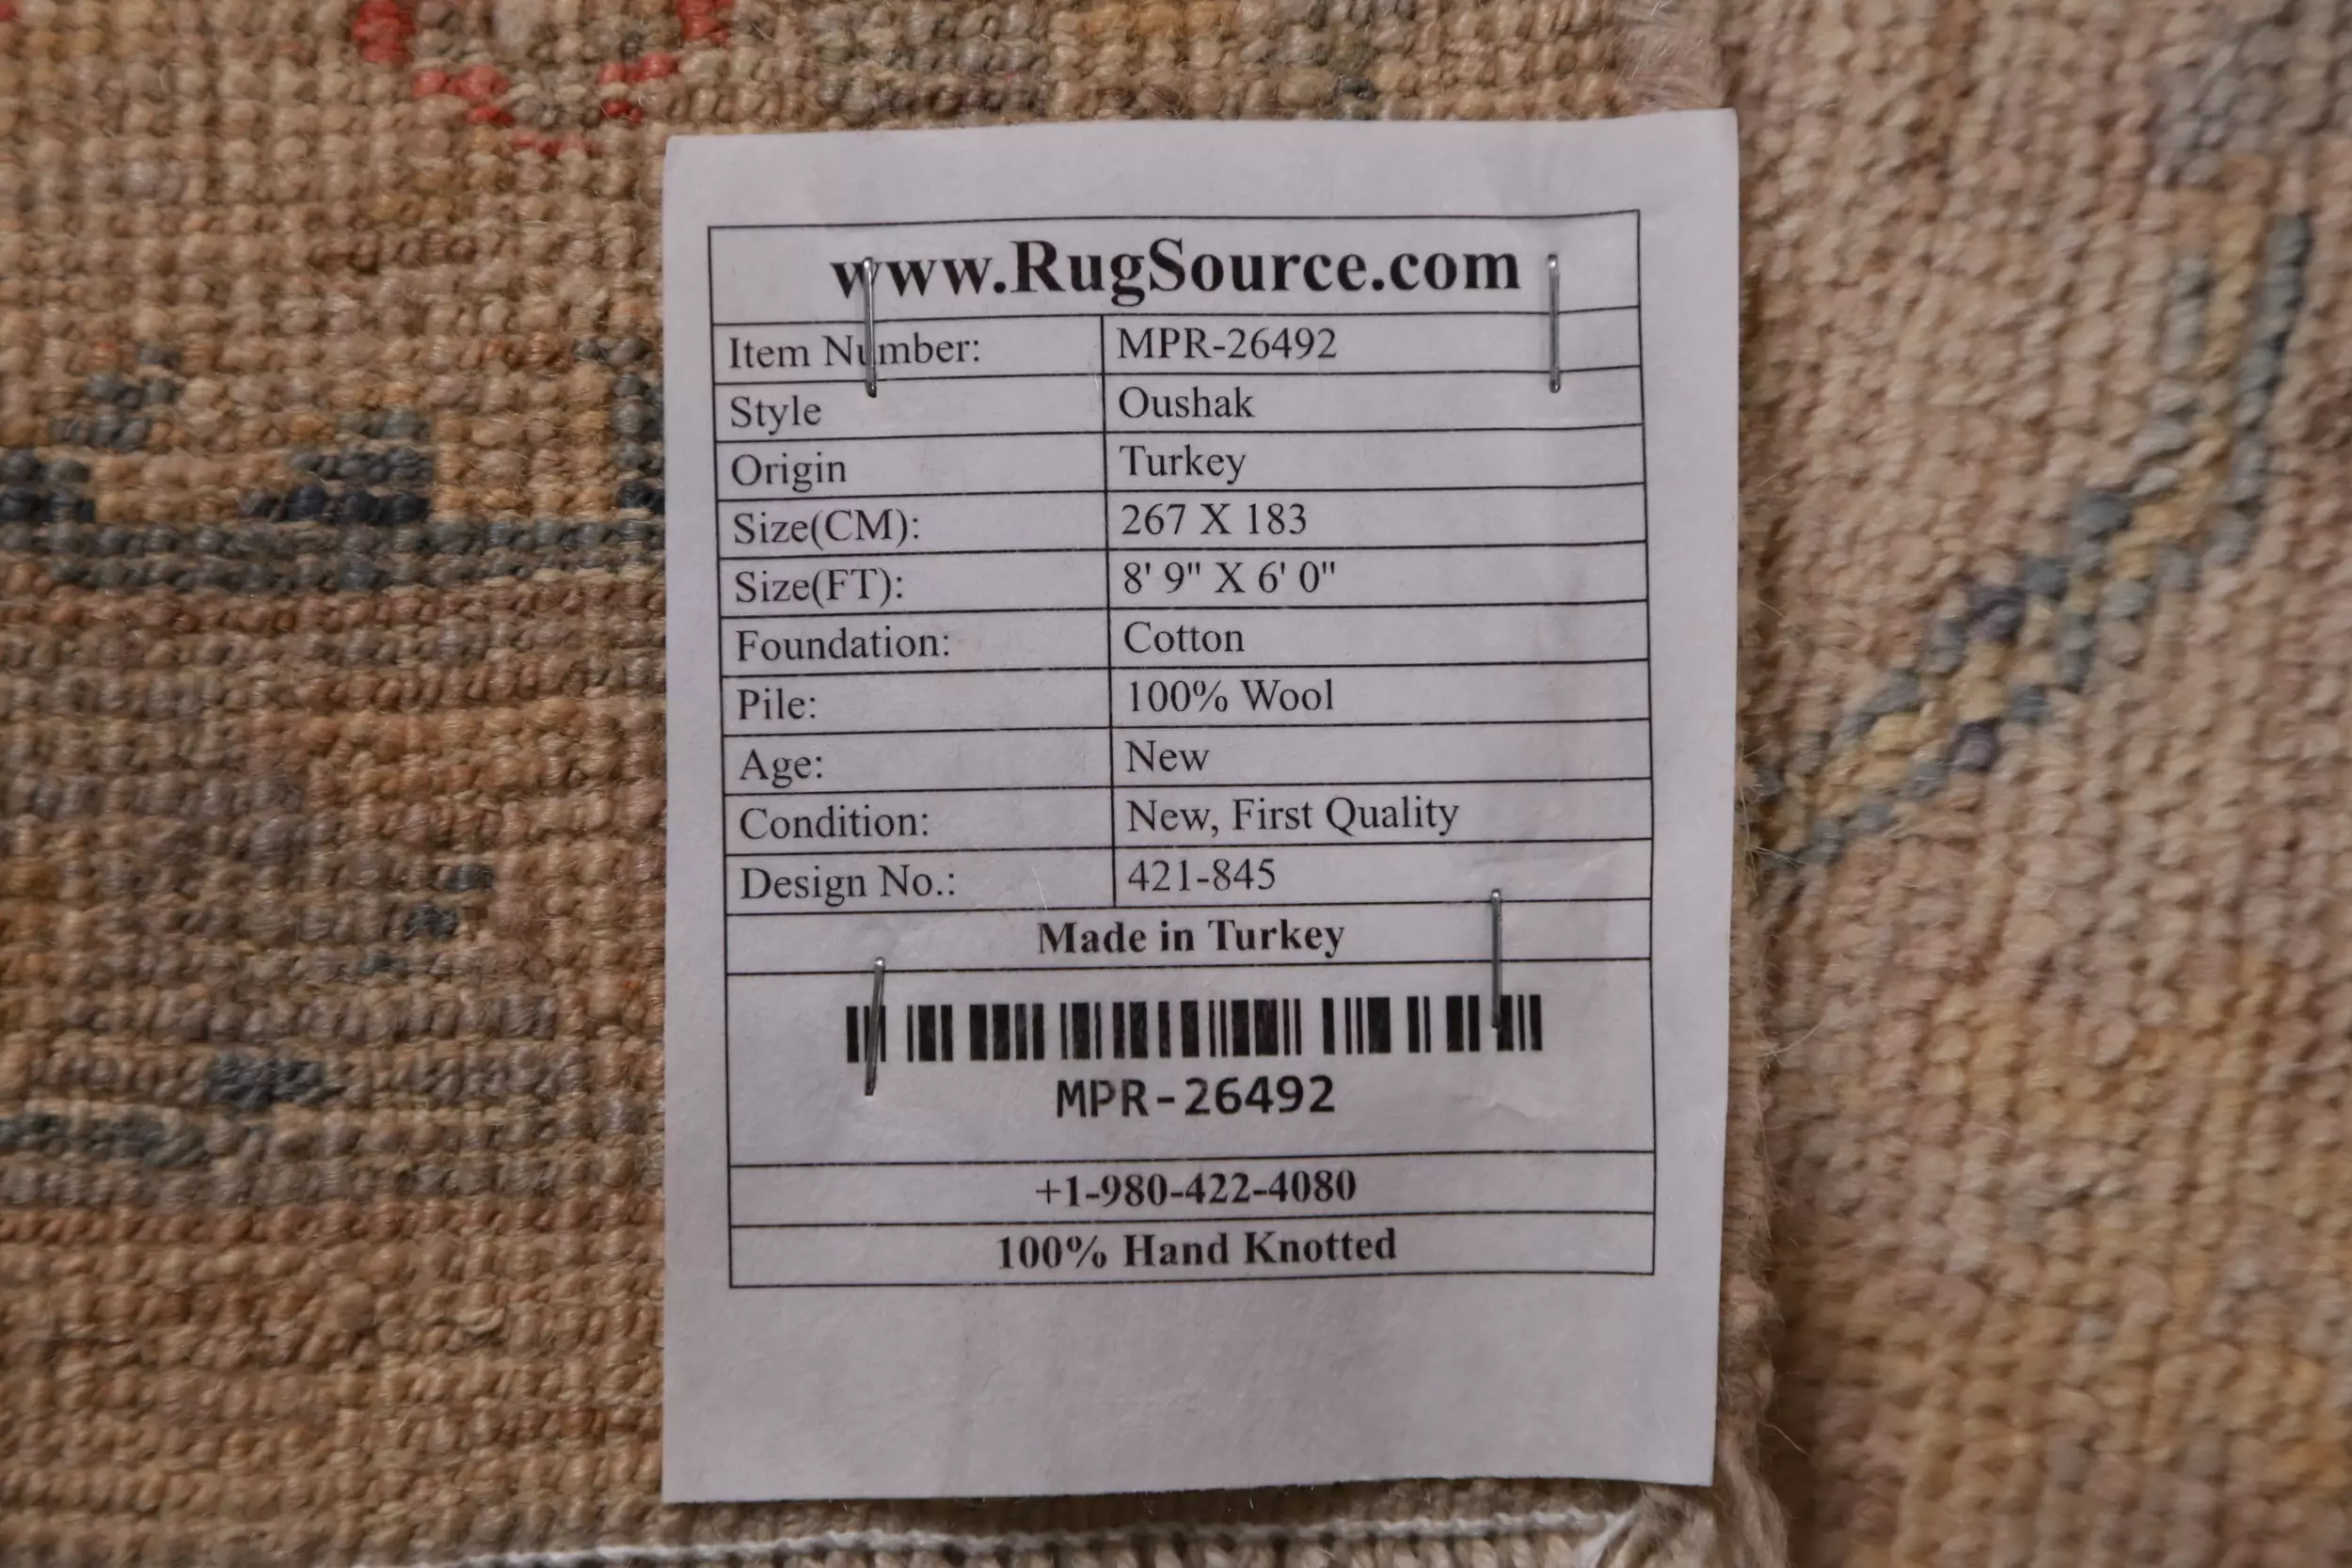 www.RugSource.com
Item Number: MPR-26492
Style Oushak
Origin Turkey
Size(CM): 267 X 183
Size(FT): 8' 9" X 6' 0"
Foundation: Cotton
Pile: 100% Wool
Age: New
Condition: New, First Quality
Design No.: 421-845
Made in Turkey
MPR-26492
+1-980-422-4080
100% Hand Knotted